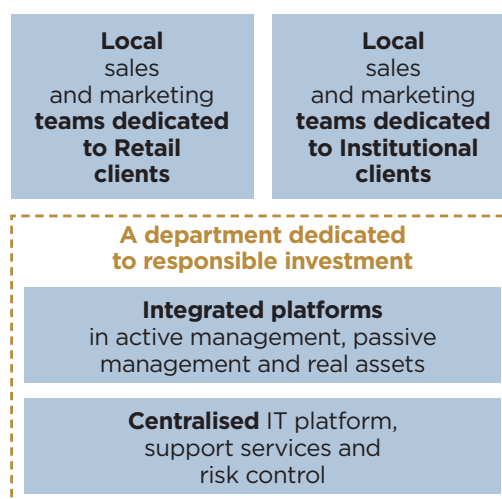 Local
sales
and marketing
teams dedicated
to Retail
clients
Local
sales
and marketing
teams dedicated
to Institutional
clients
A department dedicated
to responsible investment
Integrated platforms
in active management, passive
management and real assets
Centralised IT platform,
support services and
risk control